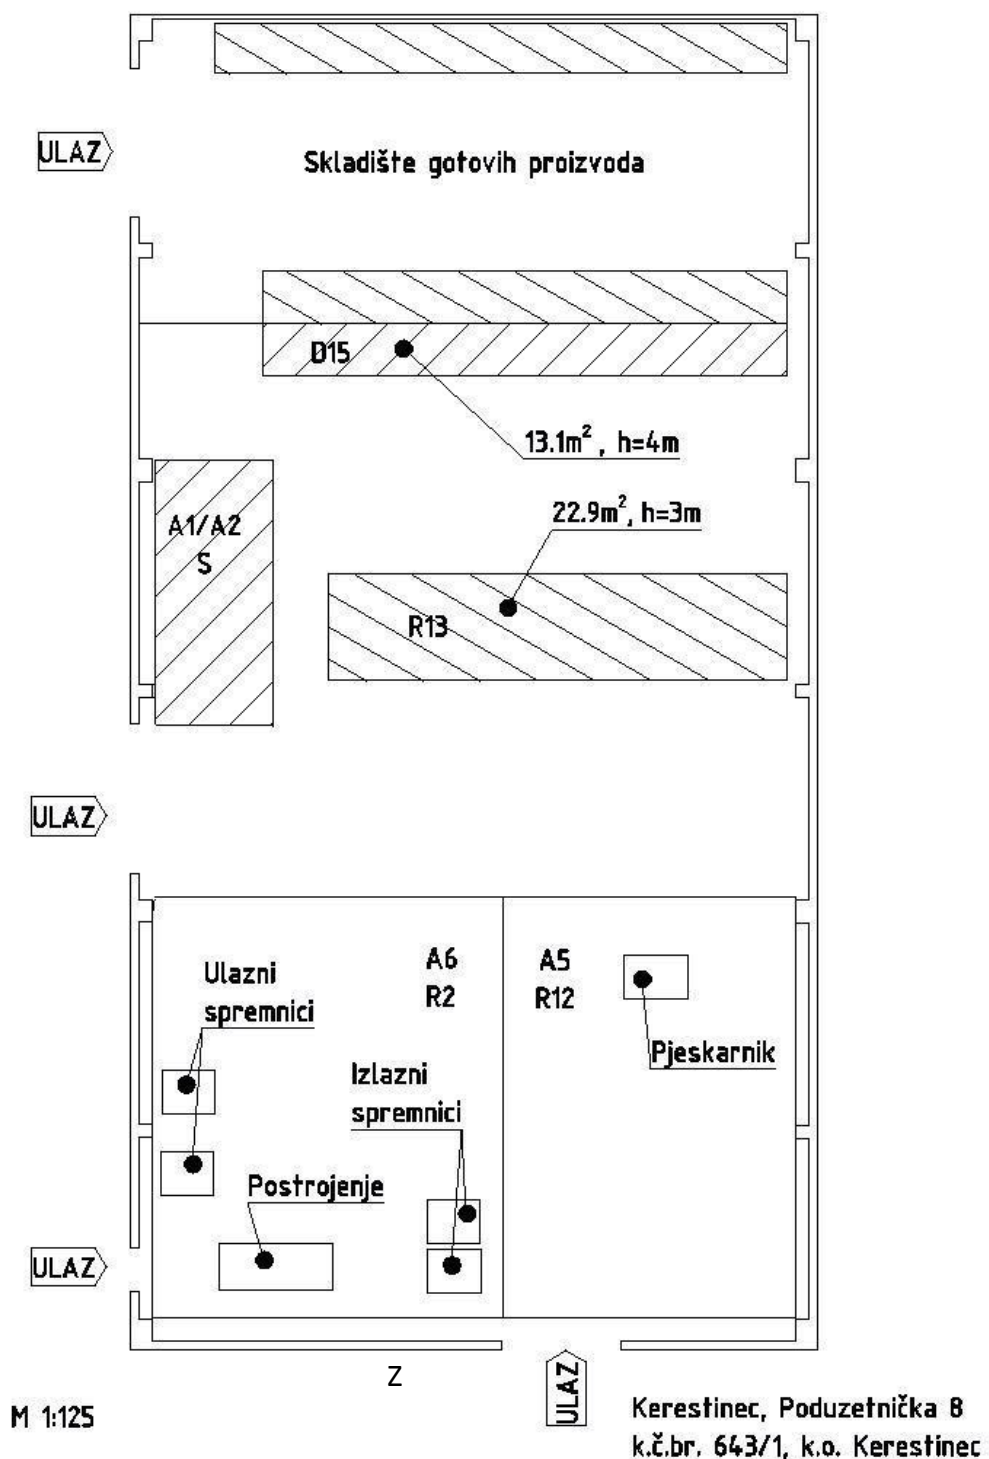 ULAZ
Skladište gotovih proizvoda
D15
13.1m², h=4m
A1/A2
S
22.9m², h=3m
R13
ULAZ
A6
R2
A5
R12
Ulazni
spremnici
Pjeskarnik
Izlazni
spremnici
Postrojenje
ULAZ
Z
ULAZ
M 1:125
Kerestinec, Poduzetnička 8
k.č.br. 643/1, k.o. Kerestinec